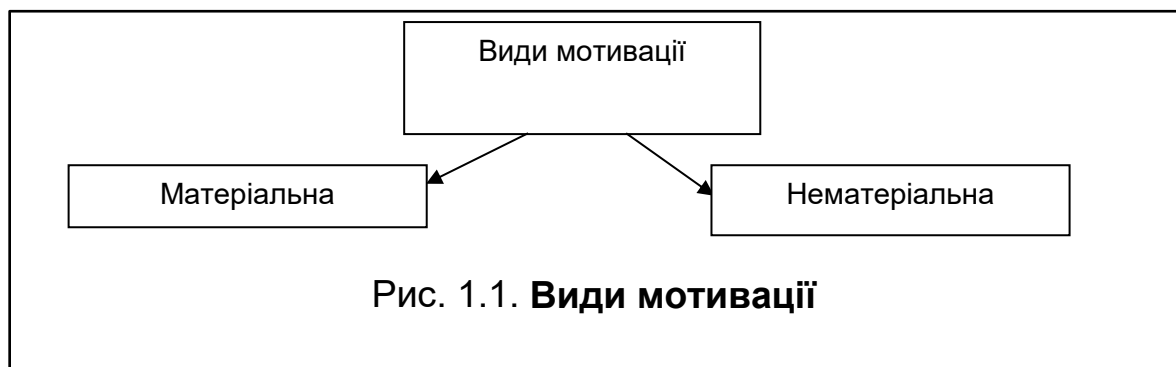 Види мотивації
Матеріальна
Нематеріальна
Рис. 1.1. Види мотивації